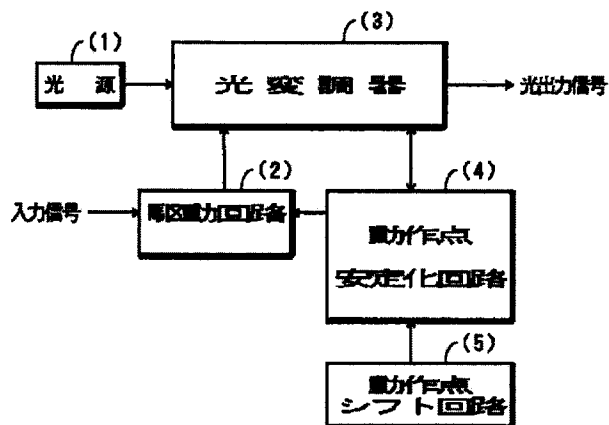 (1)
(3)
光源
光変調器
光出力信号
(2)
(4)
入力信号
駆動回路
動作点
安定化回路
(5)
動作点
シフト回路